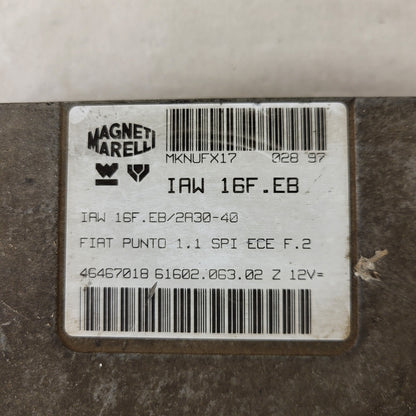 MAGNETI
MARELLI
MKNUFX17 028 97
IAW 16F.EB
IAW 16F.EB/2A30-40
FIAT PUNTO 1.1 SPI ECE F.2
46467018 61602.063.02 Z 12V=